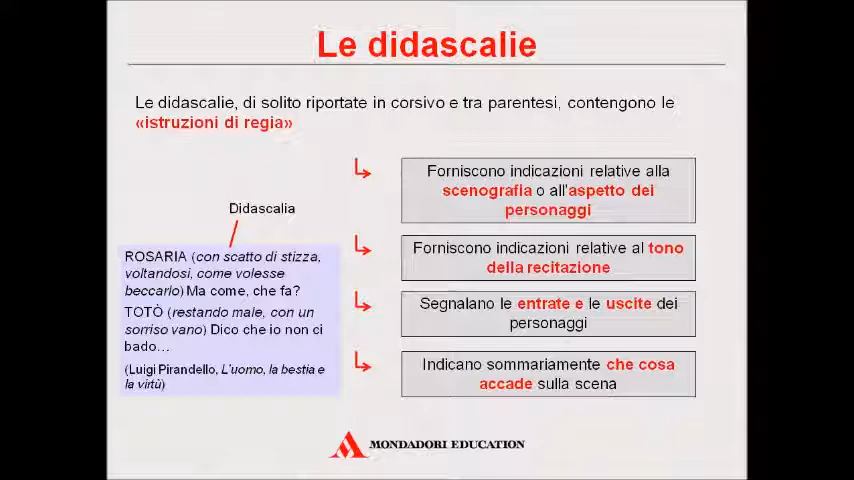 Le didascalie
Le didascalie, di solito riportate in corsivo e tra parentesi, contengono le
«istruzioni di regia»
Forniscono indicazioni relative alla
scenografia o all'aspetto dei
personaggi
Didascalia
ROSARIA (con scatto di stizza,
voltandosi, come volesse
beccarlo) Ma come, che fa?
TOTÒ (restando male, con un
sorriso vano) Dico che io non ci
bado…
(Luigi Pirandello, L'uomo, la bestia e
la virtù)
Forniscono indicazioni relative al tono
della recitazione
Segnalano le entrate e le uscite dei
personaggi
Indicano sommariamente che cosa
accade sulla scena
MONDADORI EDUCATION